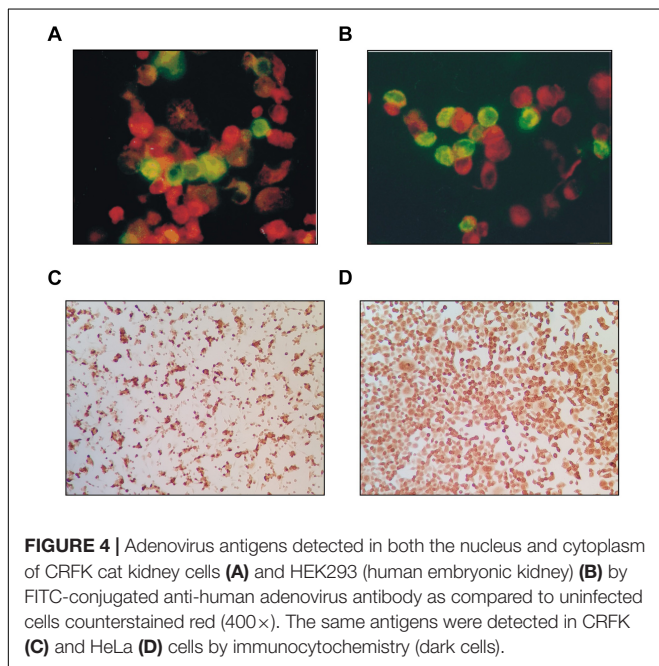 A
B
C
D
FIGURE 4 | Adenovirus antigens detected in both the nucleus and cytoplasm
of CRFK cat kidney cells (A) and HEK293 (human embryonic kidney) (B) by
FITC-conjugated anti-human adenovirus antibody as compared to uninfected
cells counterstained red (400×). The same antigens were detected in CRFK
(C) and HeLa (D) cells by immunocytochemistry (dark cells).